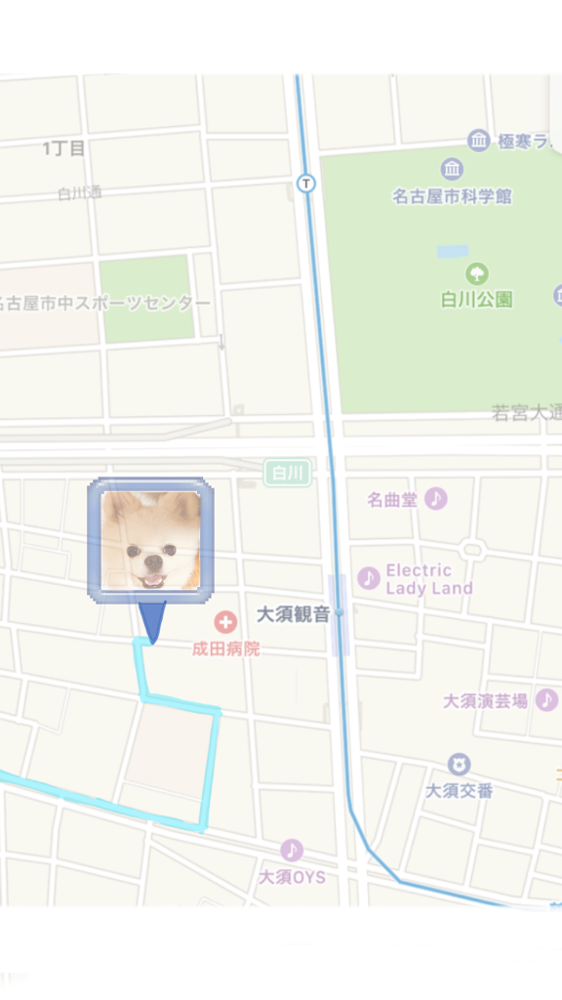 極寒ラ
1丁目
白川通
T
名古屋市科学館
名古屋市中スポーツセンター
白川公園
若宮大通
白川
名曲堂
Electric
Lady Land
大須観音
成田病院
大須演芸場
大須交番
大須OYS